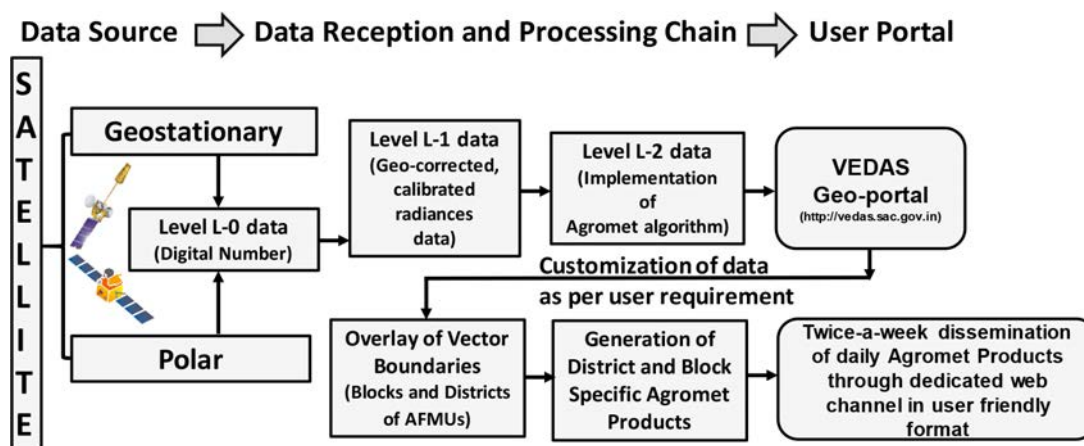 Data Source
Data Reception and Processing Chain
User Portal
SATELLITE
Geostationary
Level L-0 data
(Digital Number)
Polar
Level L-1 data
(Geo-corrected,
calibrated
radiances
data)
Level L-2 data
(Implementation
of
Agromet algorithm)
VEDAS
Geo-portal
(http://vedas.sac.gov.in)
Customization of data
as per user requirement
Overlay of Vector
Boundaries
(Blocks and Districts
of AFMUs)
Generation of
District and Block
Specific Agromet
Products
Twice-a-week dissemination
of daily Agromet Products
through dedicated web
channel in user friendly
format